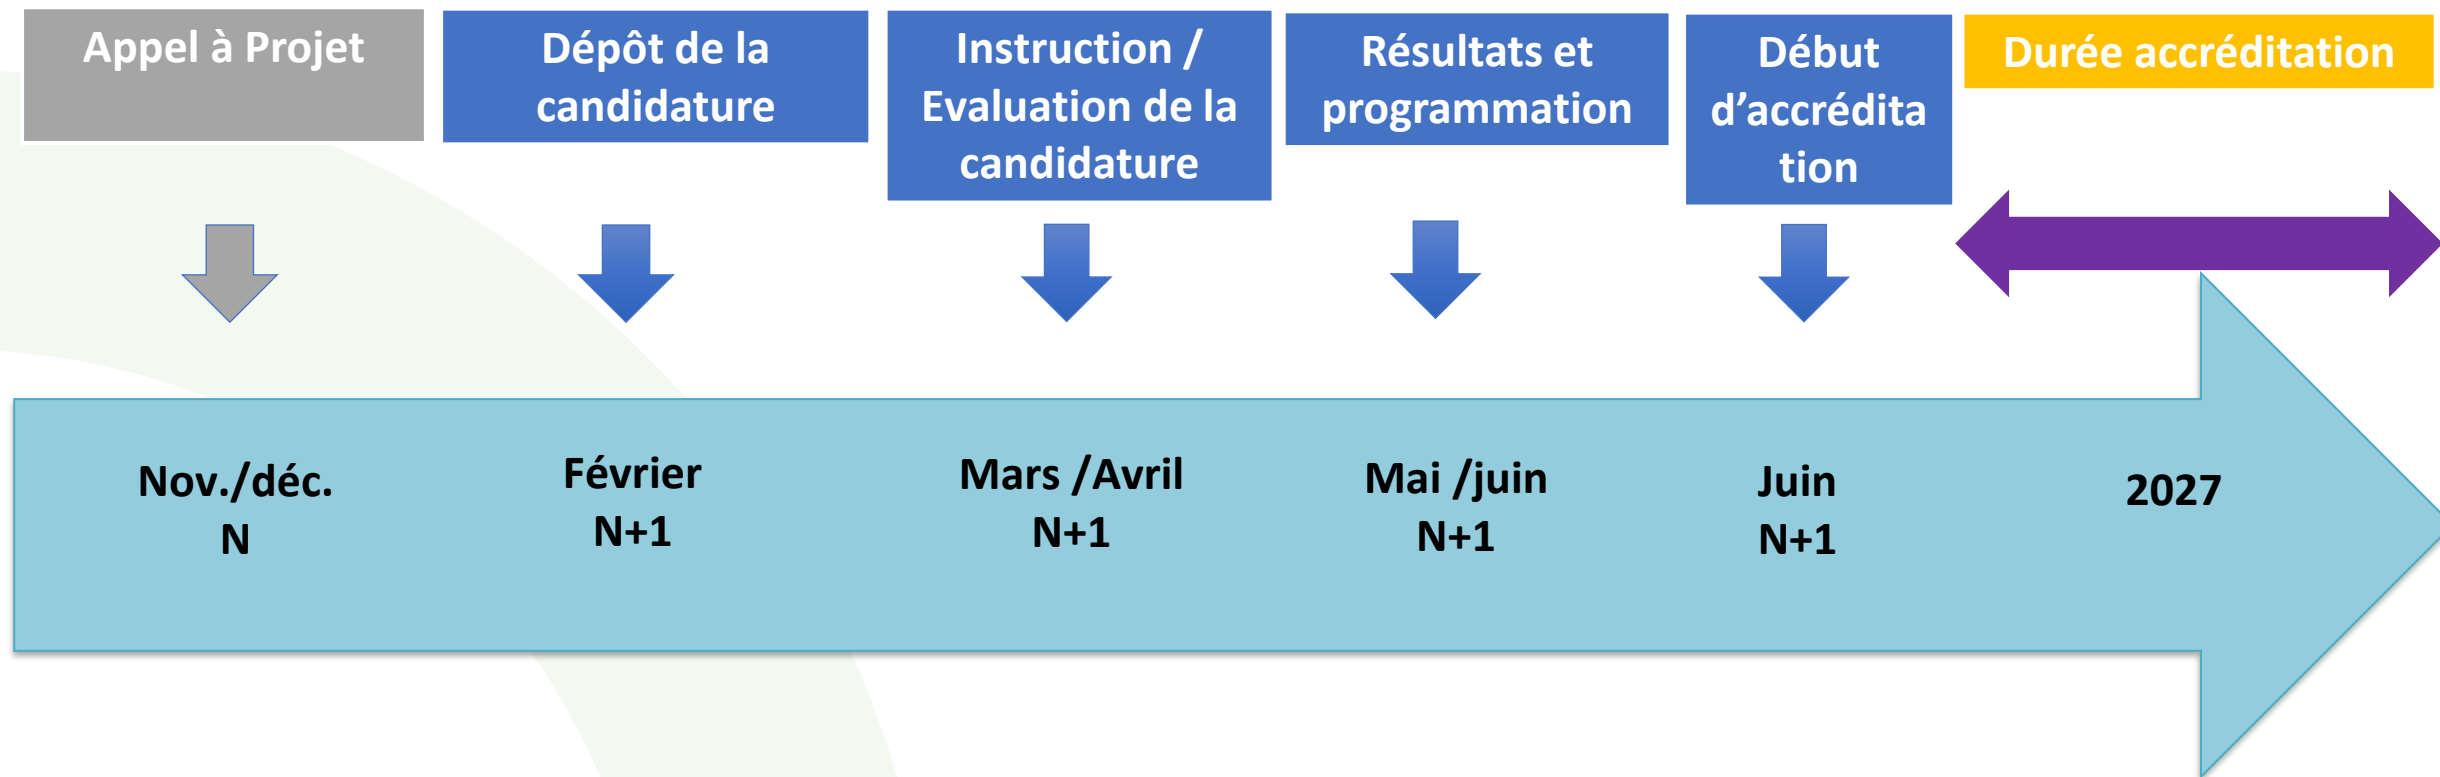 Appel à Projet
Dépôt de la
candidature
Instruction /
Evaluation de la
candidature
Résultats et
programmation
Début
d’accrédita
tion
Durée accréditation
Nov./déc.
N
Février
N+1
Mars /Avril
N+1
Mai /juin
N+1
Juin
N+1
2027